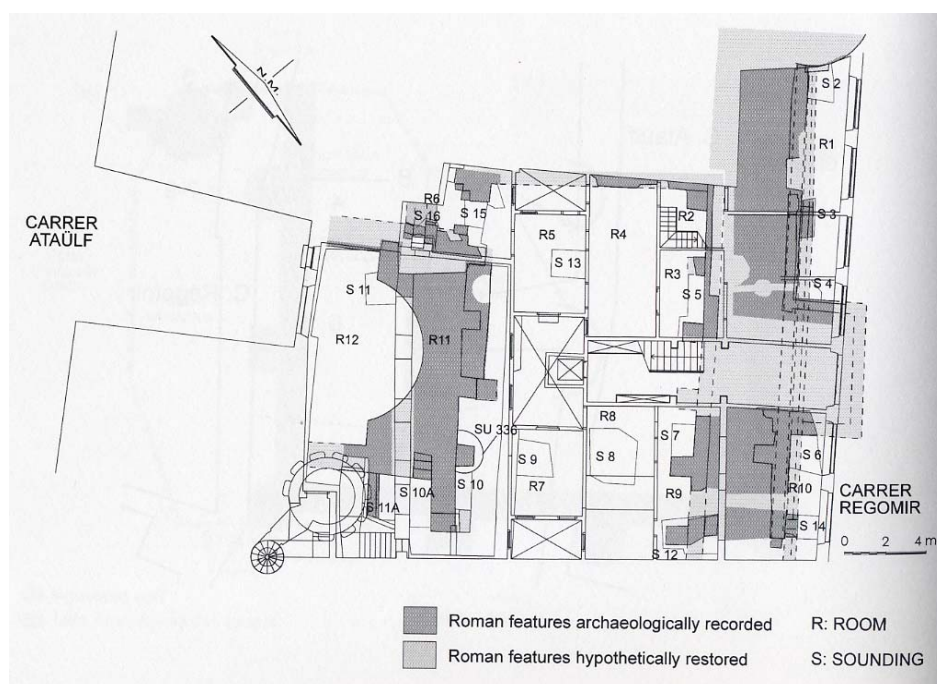 N.M.
S 2
R1
R6
S 16
S 15
R2
S 3
CARRER
ATAÜLF
R5
R4
S 13
R3
S 5
S 4
S 11
R12
R11
SU 336
R8
S 7
S 6
S 9
S 8
R7
R9
R10
S 10A
S 10
S 11A
S 14
S 12
CARRER
REGOMIR
0 2 4 m
Roman features archaeologically recorded R: ROOM
Roman features hypothetically restored S: SOUNDING